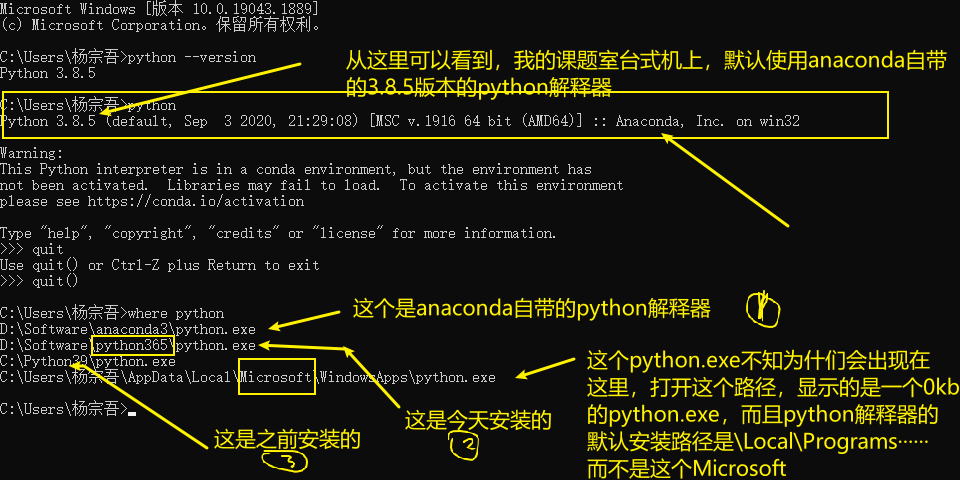 Microsoft Windows [版本 10.0.19043.1889]
(c) Microsoft Corporation。保留所有权利。
C:\Users\杨宗吾>python --version
Python 3.8.5
从这里可以看到，我的课题室台式机上，默认使用anaconda自带
的3.8.5版本的python解释器
C:\Users\杨宗吾>python
Python 3.8.5 (default, Sep  3 2020, 21:29:08) [MSC v.1916 64 bit (AMD64)] :: Anaconda, Inc. on win32
Warning:
This Python interpreter is in a conda environment, but the environment has
not been activated.  Libraries may fail to load.  To activate this environment
please see https://conda.io/activation
Type "help", "copyright", "credits" or "license" for more information.
>>> quit
Use quit() or Ctrl-Z plus Return to exit
>>> quit()
C:\Users\杨宗吾>where python
这个是anaconda自带的python解释器
1
D:\Software\anaconda3\python.exe
D:\Software\python365\python.exe
C:\Python39\python.exe
C:\Users\杨宗吾\AppData\Local\Microsoft\WindowsApps\python.exe
这个python.exe不知为什们会出现在
这里，打开这个路径，显示的是一个0kb
的python.exe，而且python解释器的
默认安装路径是\Local\Programs……
而不是这个Microsoft
C:\Users\杨宗吾>
这是今天安装的
2
这是之前安装的
3